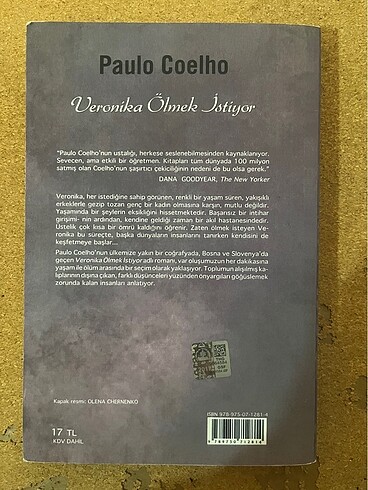 Paulo Coelho
Veronika Ölmek İstiyor
"Paulo Coelho'nun ustalığı, herkese seslenebilmesinden kaynaklanıyor.
Sevecen, ama etkili bir öğretmen. Kitapları tüm dünyada 100 milyon
satmış olan Coelho'nun şaşırtıcı çekiciliğinin nedeni de bu olsa gerek."
DANA GOODYEAR, The New Yorker
Veronika, her istediğine sahip görünen, renkli bir yaşam süren, yakışıklı
erkeklerle gezip tozan genç bir kadın olmasına karşın, mutlu değildir.
Yaşamında bir şeylerin eksikliğini hissetmektedir. Başarısız bir intihar
girişimi- nin ardından, kendine geldiği zaman bir akıl hastanesindedir.
Üstelik çok kısa bir ömrü kaldığını öğrenir. Zaten ölmek isteyen Ve-
ronika bu süreçte, başka dünyaların insanlarını tanırken kendisini de
keşfetmeye başlar...
Paulo Coelho'nun ülkemize yakın bir coğrafyada, Bosna ve Slovenya'da
geçen Veronika Ölmek İstiyor adlı romanı, var oluşumuzun her dakikasına
yaşam ile ölüm arasında bir seçim olarak yaklaşıyor. Toplumun alışılmış ka-
lıplarının dışına çıkan, farklı düşünceleri yüzünden önyargıları göğüslemek
zorunda kalan insanları anlatıyor.
Kapak resmi: OLENA CHERNENKO
17 TL
KDV DAHİL
ISBN 978-975-07-1281-4
9 789750 712814